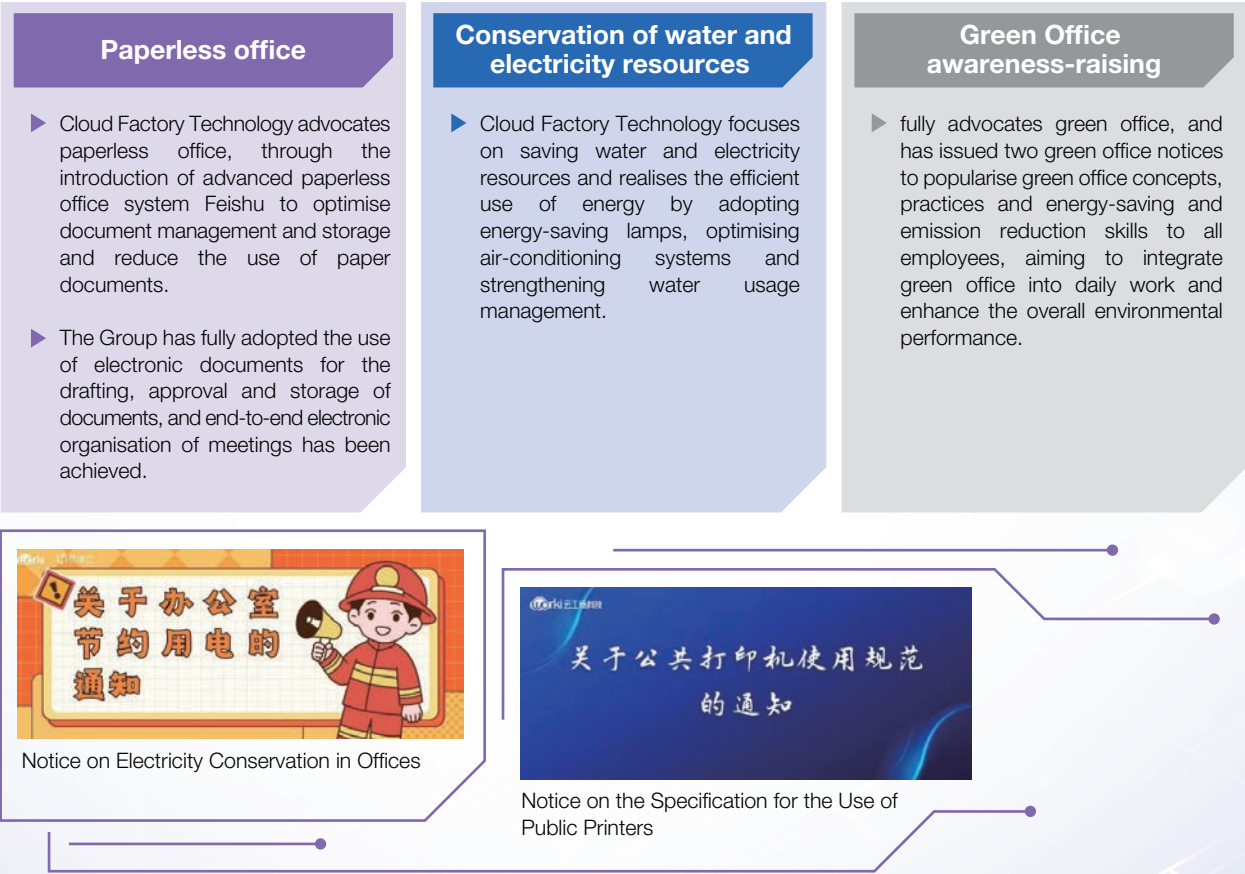 Paperless office
Cloud Factory Technology advocates
paperless office, through the
introduction of advanced paperless
office system Feishu to optimise
document management and storage
and reduce the use of paper
documents.
The Group has fully adopted the use
of electronic documents for the
drafting, approval and storage of
documents, and end-to-end electronic
organisation of meetings has been
achieved.
Conservation of water and
electricity resources
Cloud Factory Technology focuses
on saving water and electricity
resources and realises the efficient
use of energy by adopting
energy-saving lamps, optimising
air-conditioning systems and
strengthening water usage
management.
Green Office
awareness-raising
fully advocates green office, and
has issued two green office notices
to popularise green office concepts,
practices and energy-saving and
emission reduction skills to all
employees, aiming to integrate
green office into daily work and
enhance the overall environmental
performance.
关于办公室
节约用电的
通知
Notice on Electricity Conservation in Offices
关于公共打印机使用规范
的通知
Notice on the Specification for the Use of
Public Printers